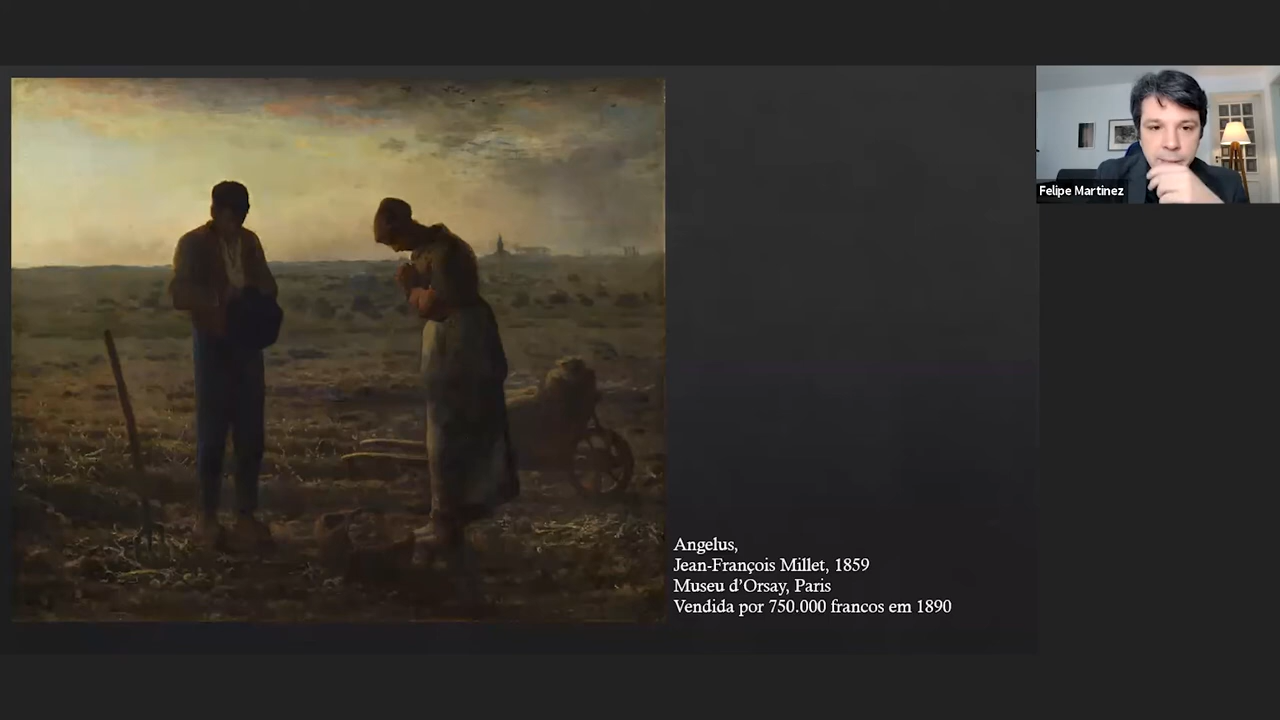 Felipe Martinez
Angelus,
Jean-François Millet, 1859
Museu d'Orsay, Paris
Vendida por 750.000 francos em 1890